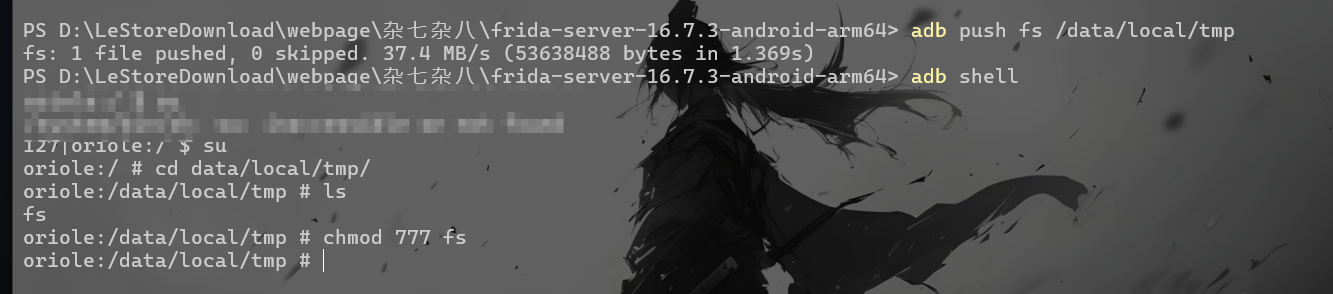 PS D:\LeStoreDownload\webpage\杂七杂八\frida-server-16.7.3-android-arm64> adb push fs /data/local/tmp
fs: 1 file pushed, 0 skipped. 37.4 MB/s (53638488 bytes in 1.369s)
PS D:\LeStoreDownload\webpage\杂七杂八\frida-server-16.7.3-android-arm64> adb shell
127|oriole:/ $ su
oriole:/ # cd data/local/tmp/
oriole:/data/local/tmp # ls
fs
oriole:/data/local/tmp # chmod 777 fs
oriole:/data/local/tmp #